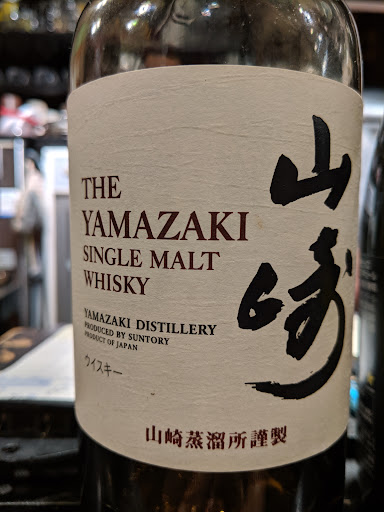 THE
YAMAZAKI
SINGLE MALT
WHISKY
YAMAZAKI DISTILLERY
PRODUCED BY SUNTORY
PRODUCT OF JAPAN
ウイスキー
山崎
山崎蒸溜所謹製